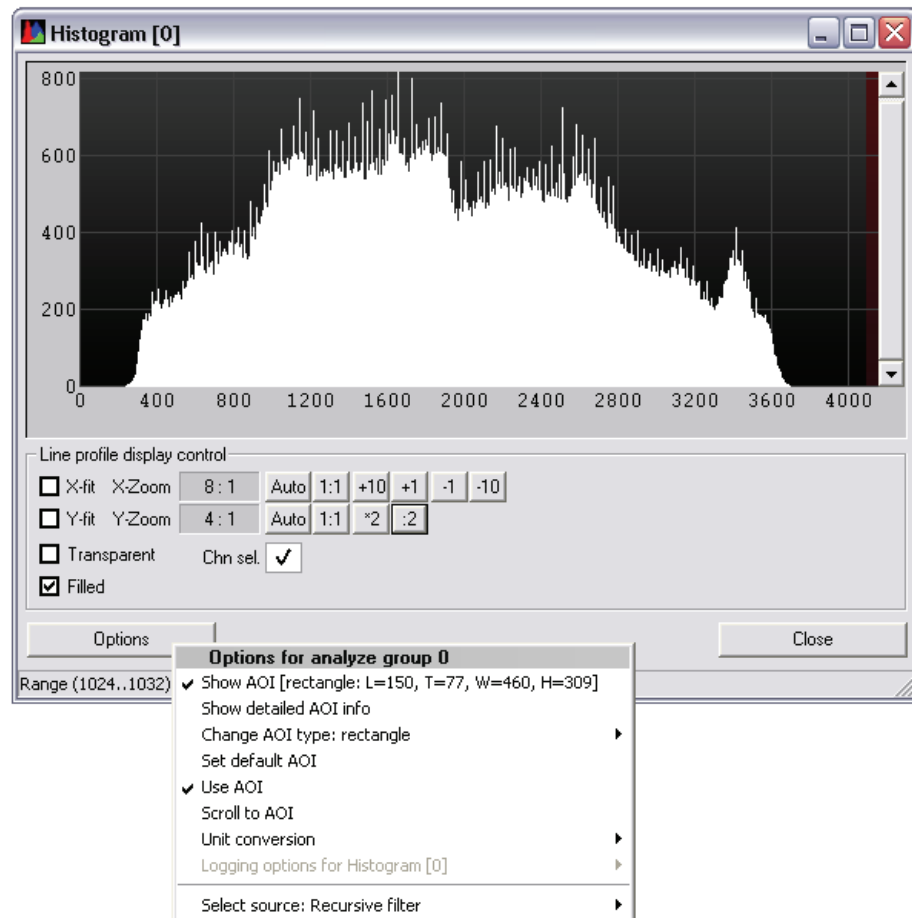 Histogram [0]
800
600
400
200
0
0 400 800 1200 1600 2000 2400 2800 3200 3600 4000
Line profile display control
X-fit X-Zoom 8 : 1 Auto 1:1 +10 +1 -1 -10
Y-fit Y-Zoom 4 : 1 Auto 1:1 *2 :2
Transparent Chn sel.
Filled
Options Close
Options for analyze group 0
Range (1024..1032)
Show AOI [rectangle: L=150, T=77, W=460, H=309]
Show detailed AOI info
Change AOI type: rectangle
Set default AOI
Use AOI
Scroll to AOI
Unit conversion
Logging options for Histogram [0]
Select source: Recursive filter